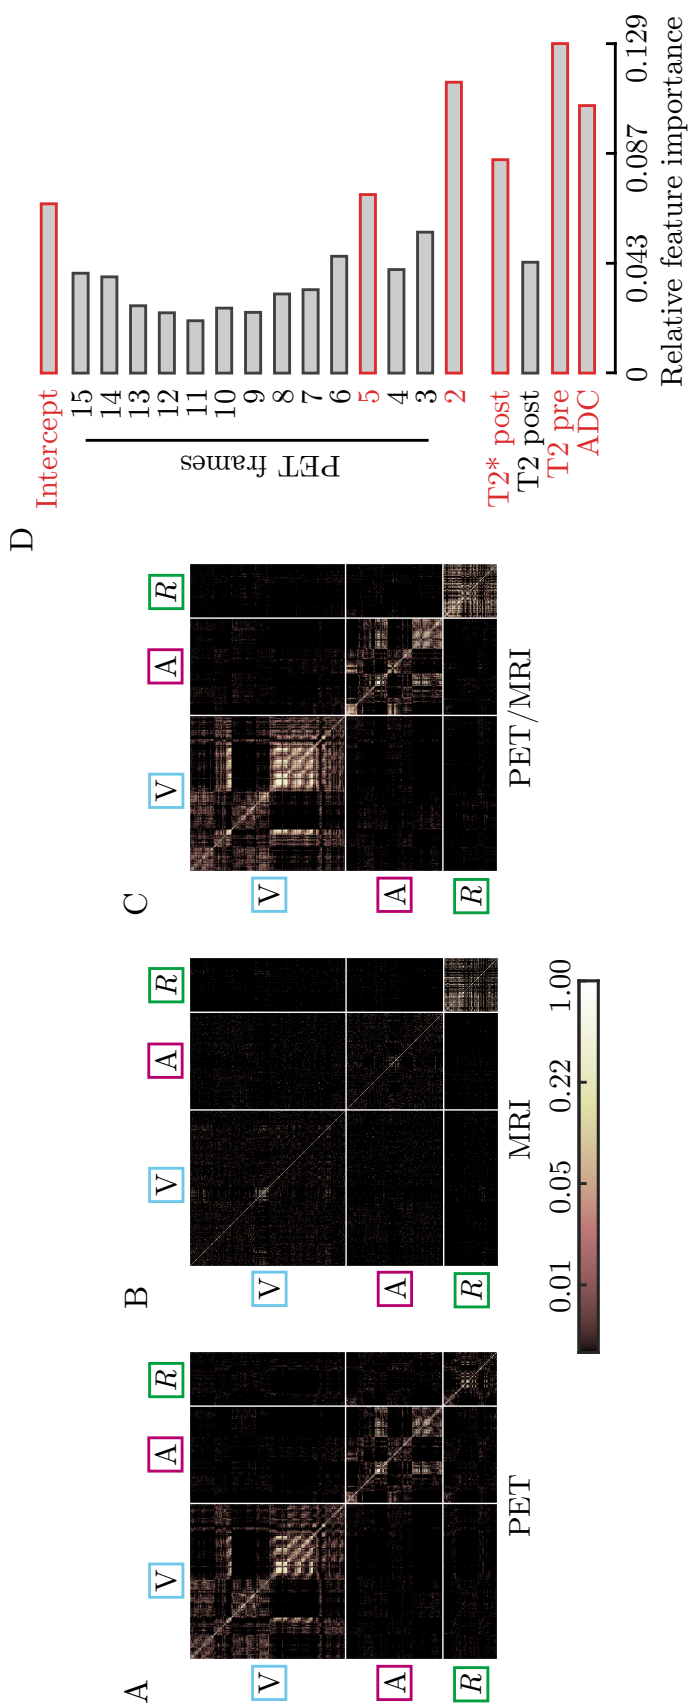 A
V
A
R
V
A
R
PET
B
V
A
R
V
A
R
MRI
C
V
A
R
V
A
R
PET/MRI
0.01
0.05
0.22
1.00
D
Intercept
15
14
13
12
11
10
9
8
7
6
5
4
3
2
PET frames
T2* post
T2 post
T2 pre
ADC
0
0.043
0.087
0.129
Relative feature importance